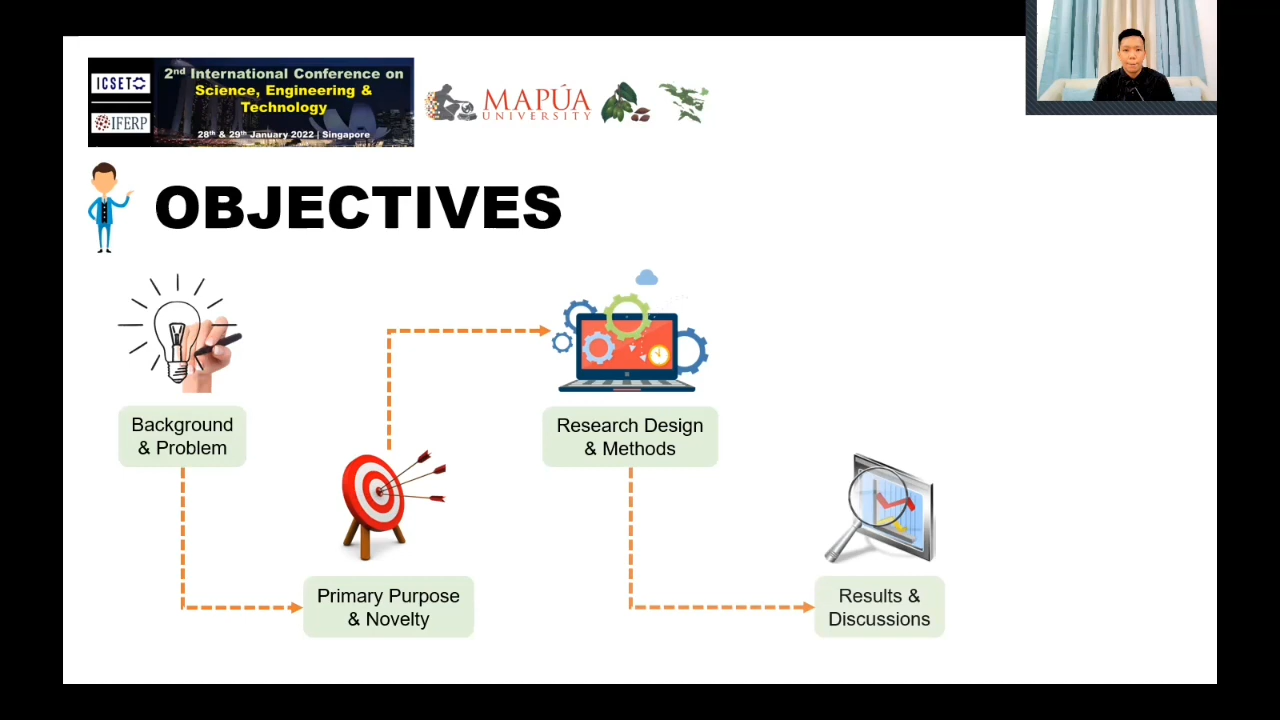 ICSET
IFERP
2nd International Conference on
Science, Engineering &
Technology
28th & 29th January 2022 | Singapore
MAPÚA
UNIVERSITY
OBJECTIVES
Background
& Problem
Primary Purpose
& Novelty
Research Design
& Methods
Results &
Discussions